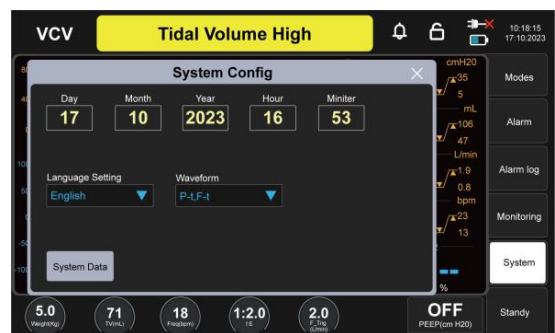 VCV
Tidal Volume High
10:18:15
17.10.2023
System Config
Day Month Year Hour Miniter
17 10 2023 16 53
Language Setting Waveform
English P-t,F-t
System Data
cmH20
35
5
mL
106
47
L/min
1.9
0.8
bpm
23
13
%
Modes
Alarm
Alarm log
Monitoring
System
Standy
5.0
Weight(Kg)
71
TV(mL)
18
Freq(bpm)
1:2.0
I:E
2.0
F_Trig
(L/min)
OFF
PEEP(cm H20)